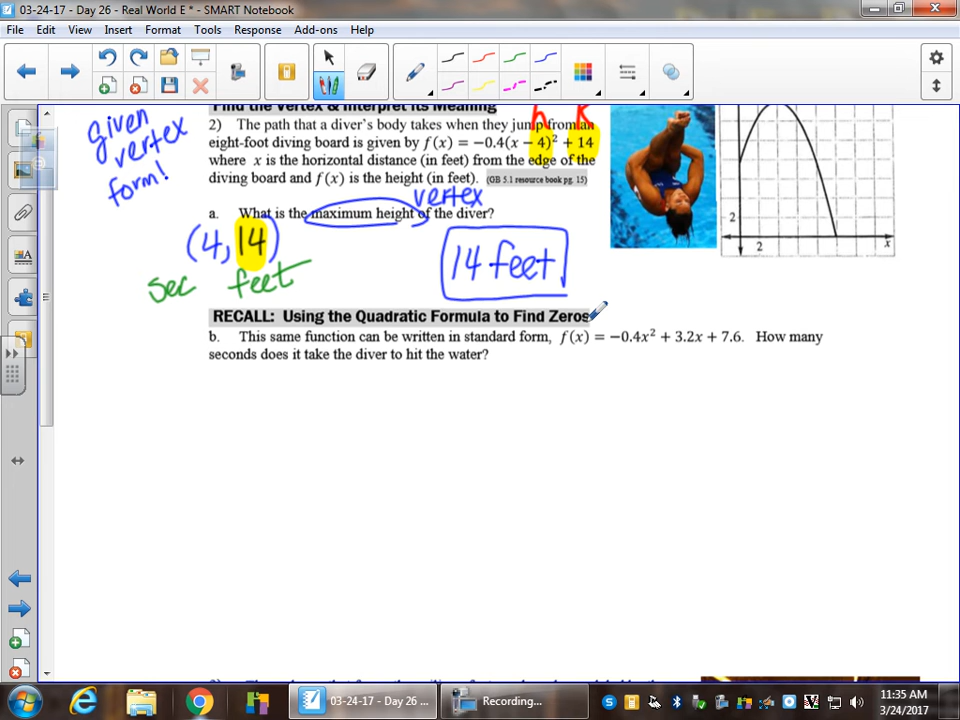 03-24-17 - Day 26 - Real World E * - SMART Notebook
File Edit View Insert Format Tools Response Add-ons Help
given
vertex
form!
Find the Vertex & Interpret its Meaning
h k
2) The path that a diver's body takes when they jump from an
eight-foot diving board is given by f(x) = −0.4(x − 4)² + 14
where x is the horizontal distance (in feet) from the edge of the
diving board and f(x) is the height (in feet). (GB 5.1 resource book pg. 15)
vertex
a. What is the maximum height of the diver?
(4, 14)
sec feet
14 feet
2
2
x
RECALL: Using the Quadratic Formula to Find Zeros
b. This same function can be written in standard form, f(x) = −0.4x² + 3.2x + 7.6. How many
seconds does it take the diver to hit the water?
03-24-17 - Day 26 ...
Recording...
11:35 AM
3/24/2017